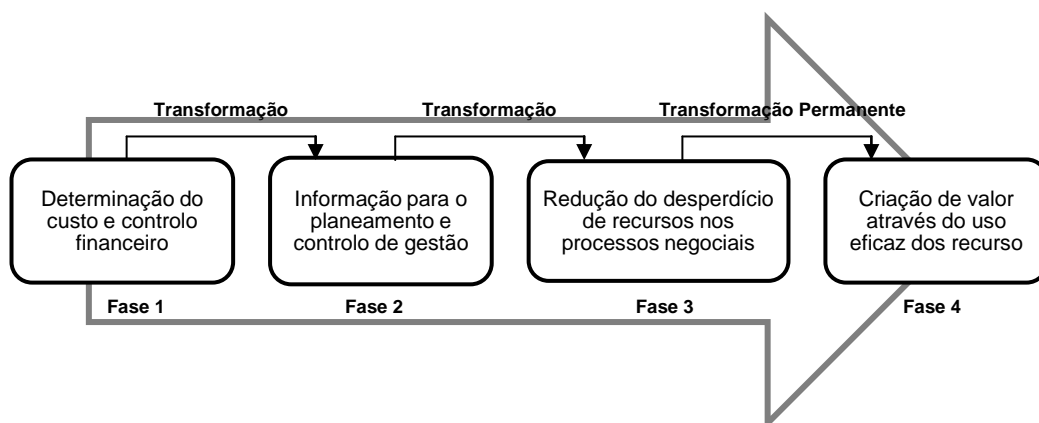 Transformação
Transformação
Transformação Permanente
Determinação do
custo e controlo
financeiro
Informação para o
planeamento e
controlo de gestão
Redução do desperdício
de recursos nos
processos negociais
Criação de valor
através do uso
eficaz dos recurso
Fase 1
Fase 2
Fase 3
Fase 4